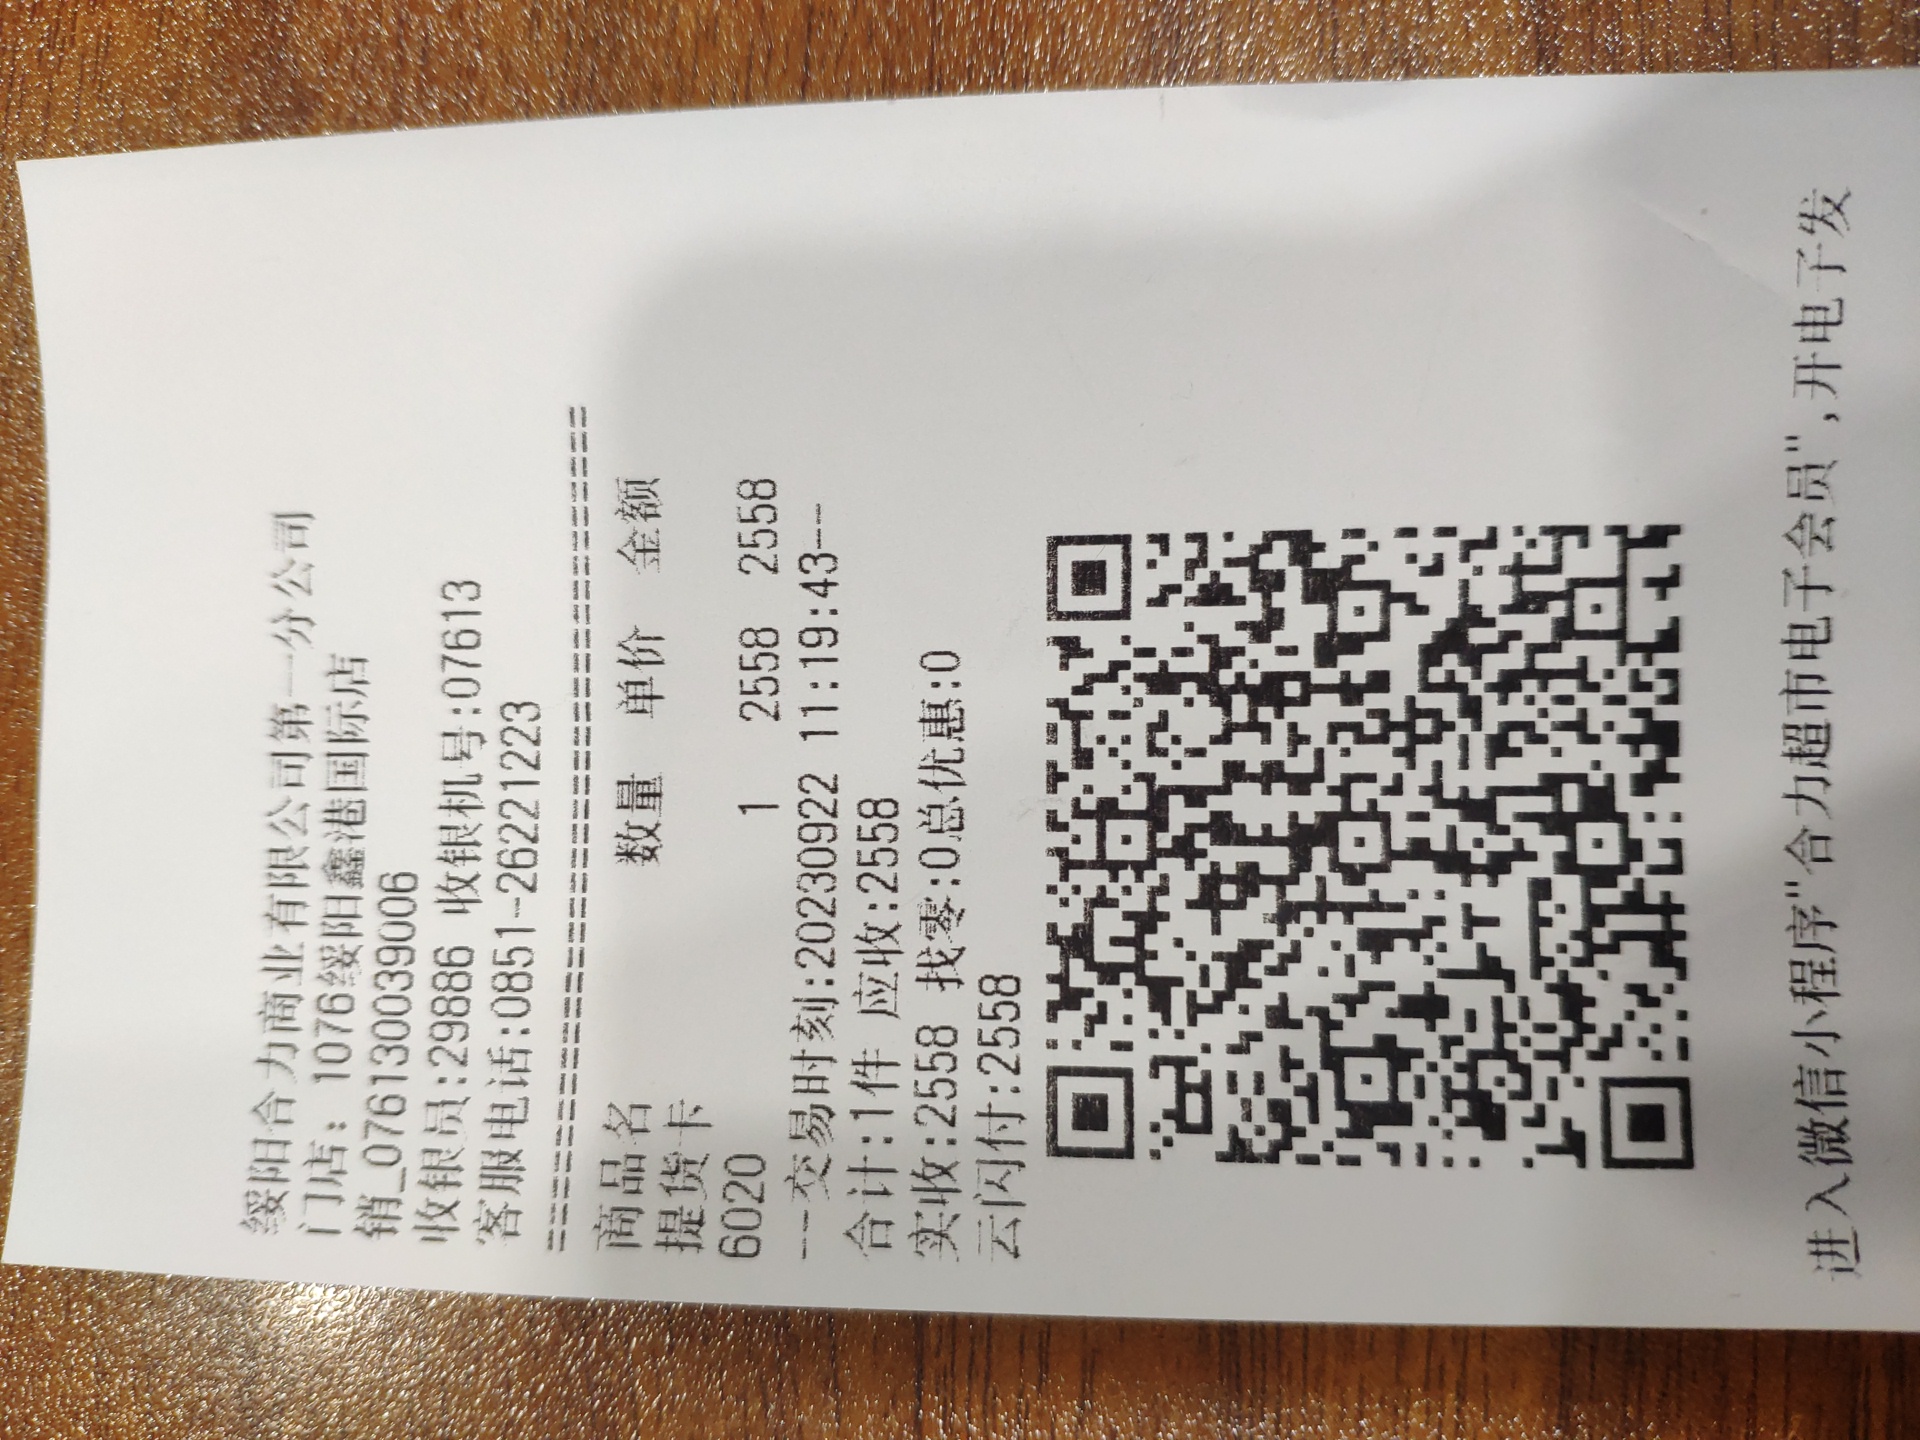 绥阳合力商业有限公司第一分公司
门店：1076绥阳鑫港国际店
销_0761300039006
收银员:29886 收银机号:07613
客服电话:0851-26221223
商品名 数量 单价 金额
提货卡
6020 1 2558 2558
--交易时刻:20230922 11:19:43--
合计:1件 应收:2558
实收:2558 找零:0总优惠:0
云闪付:2558
进入微信小程序"合力超市电子会员",开电子发